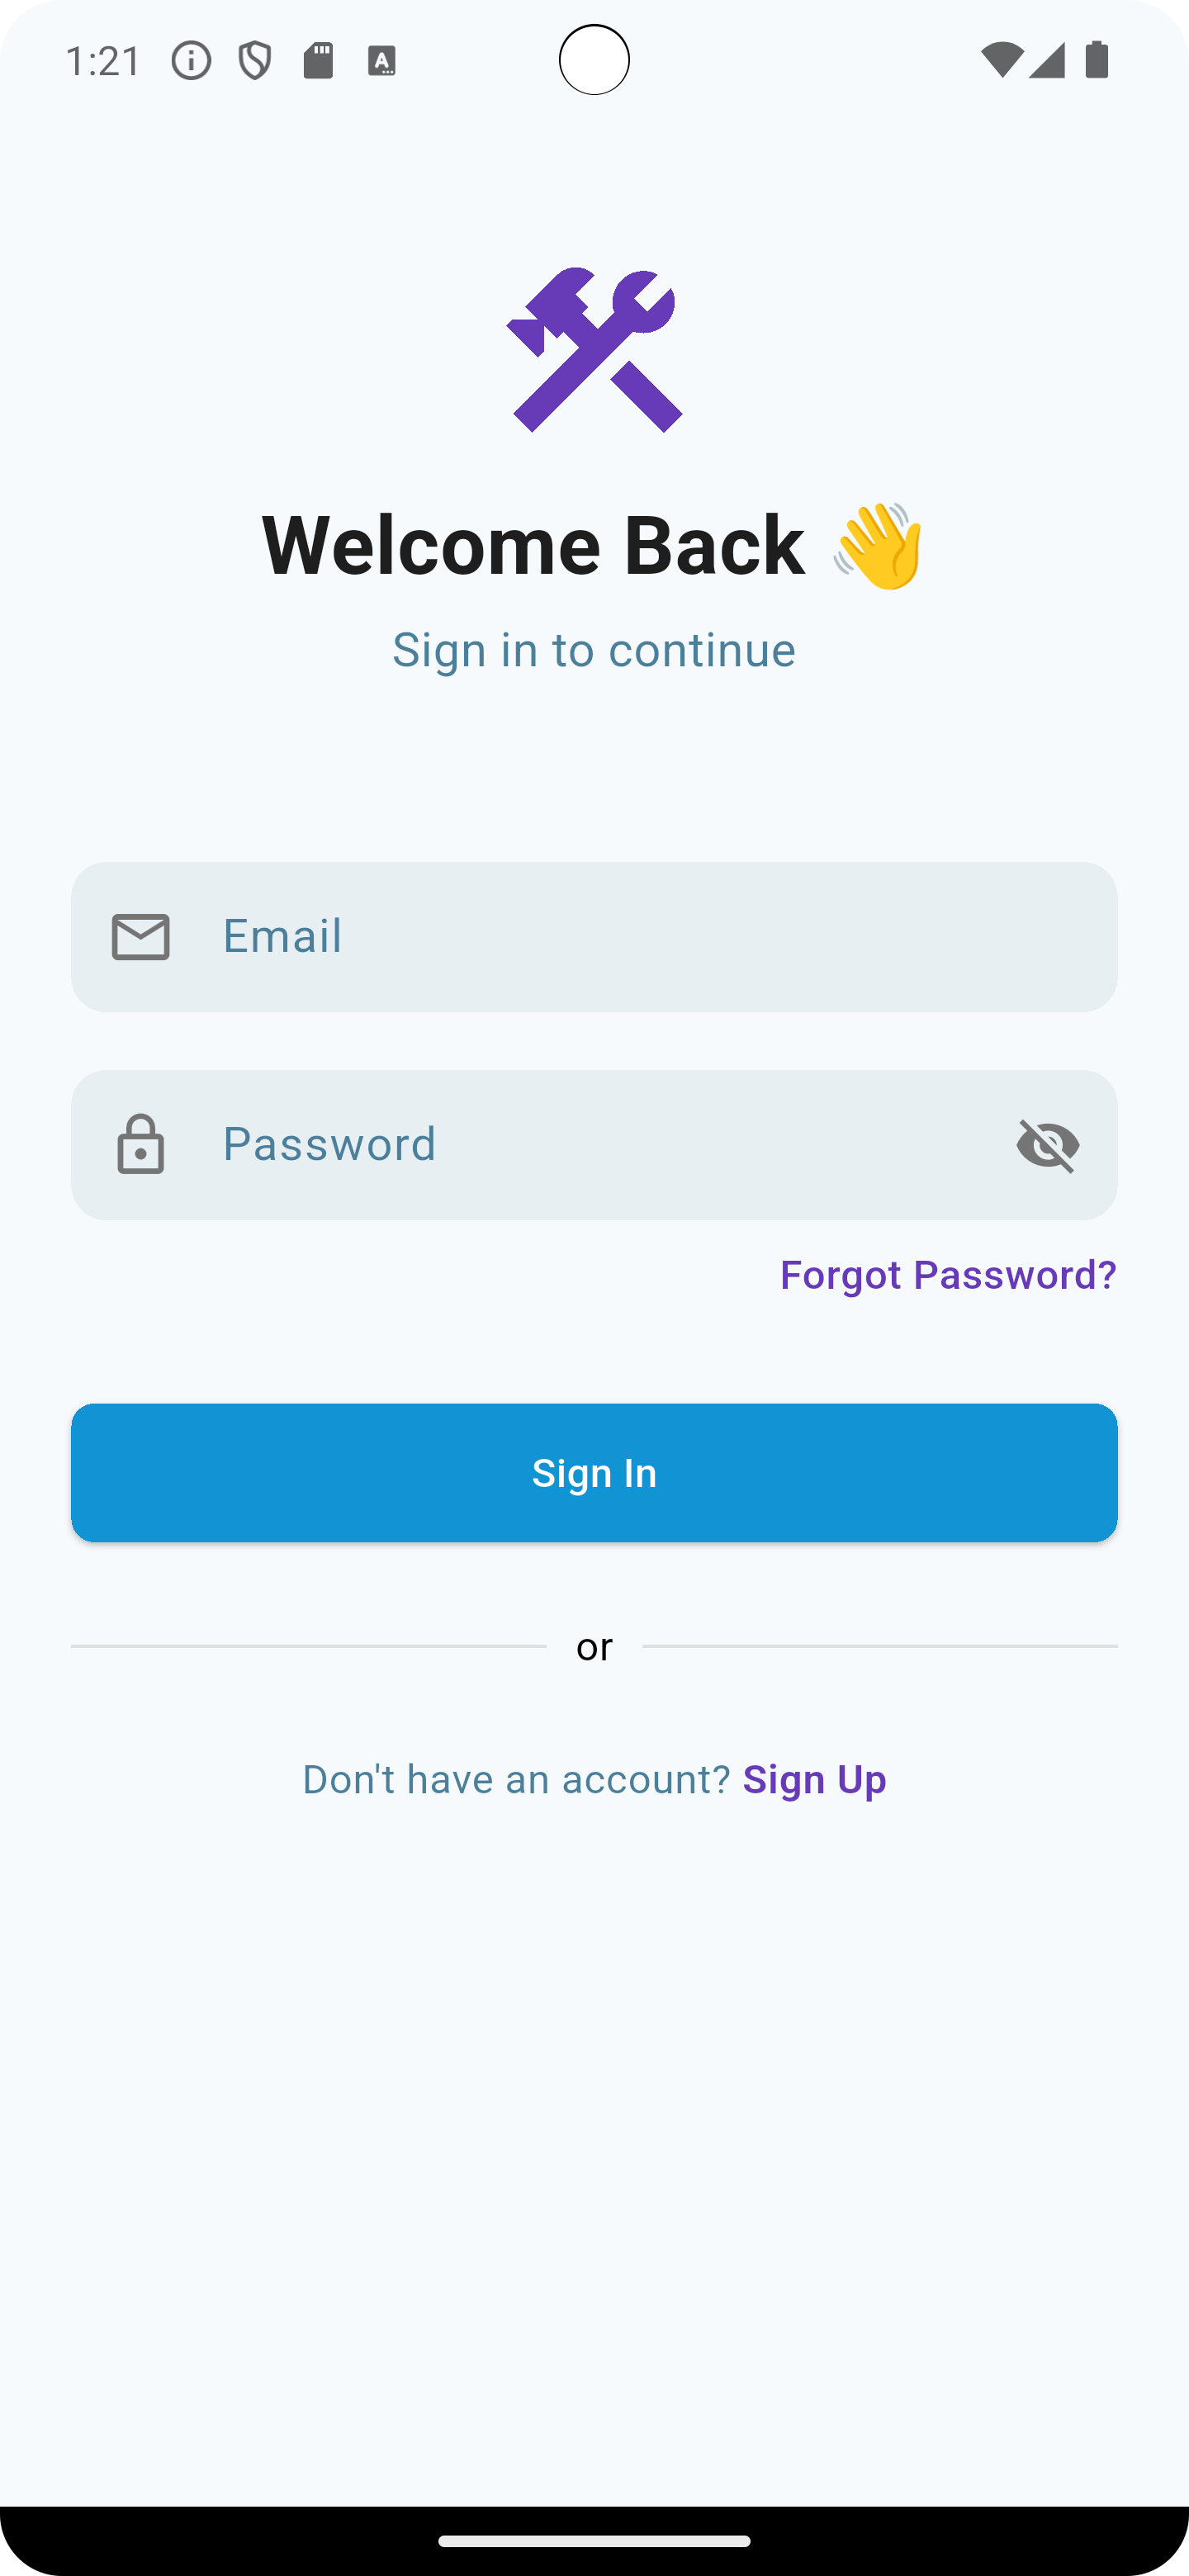 1:21
Welcome Back 👋
Sign in to continue
Email
Password
Forgot Password?
Sign In
or
Don't have an account? Sign Up